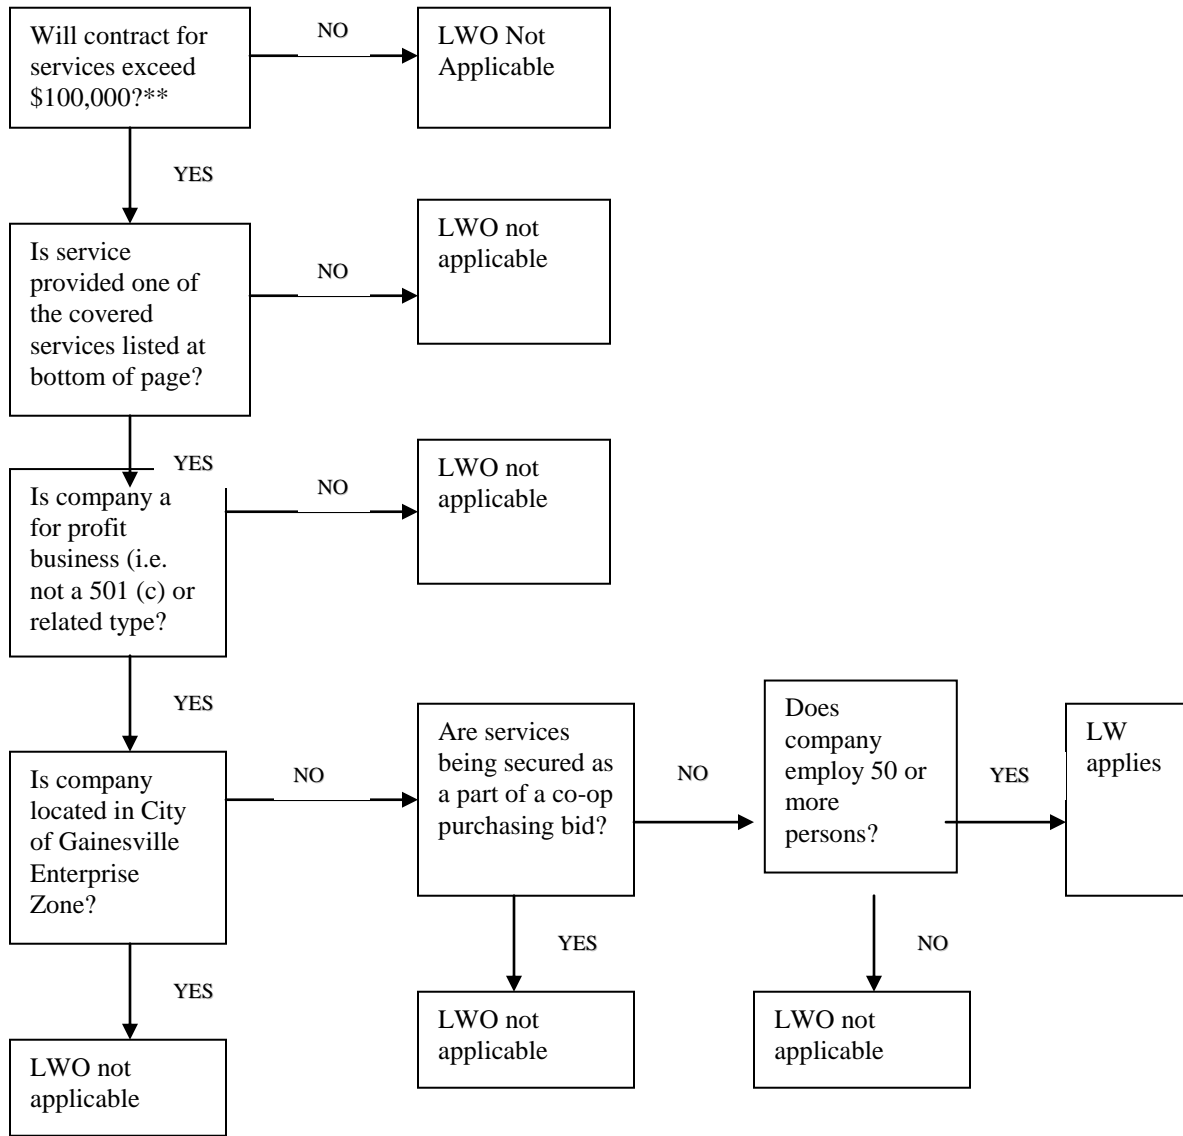 Will contract for
services exceed
$100,000?**
NO
LWO Not
Applicable
YES
Is service
provided one of
the covered
services listed at
bottom of page?
NO
LWO not
applicable
YES
Is company a
for profit
business (i.e.
not a 501 (c) or
related type?
NO
LWO not
applicable
YES
Is company
located in City
of Gainesville
Enterprise
Zone?
NO
Are services
being secured as
a part of a co-op
purchasing bid?
NO
Does
company
employ 50 or
more
persons?
YES
LW
applies
YES
LWO not
applicable
YES
LWO not
applicable
NO
LWO not
applicable